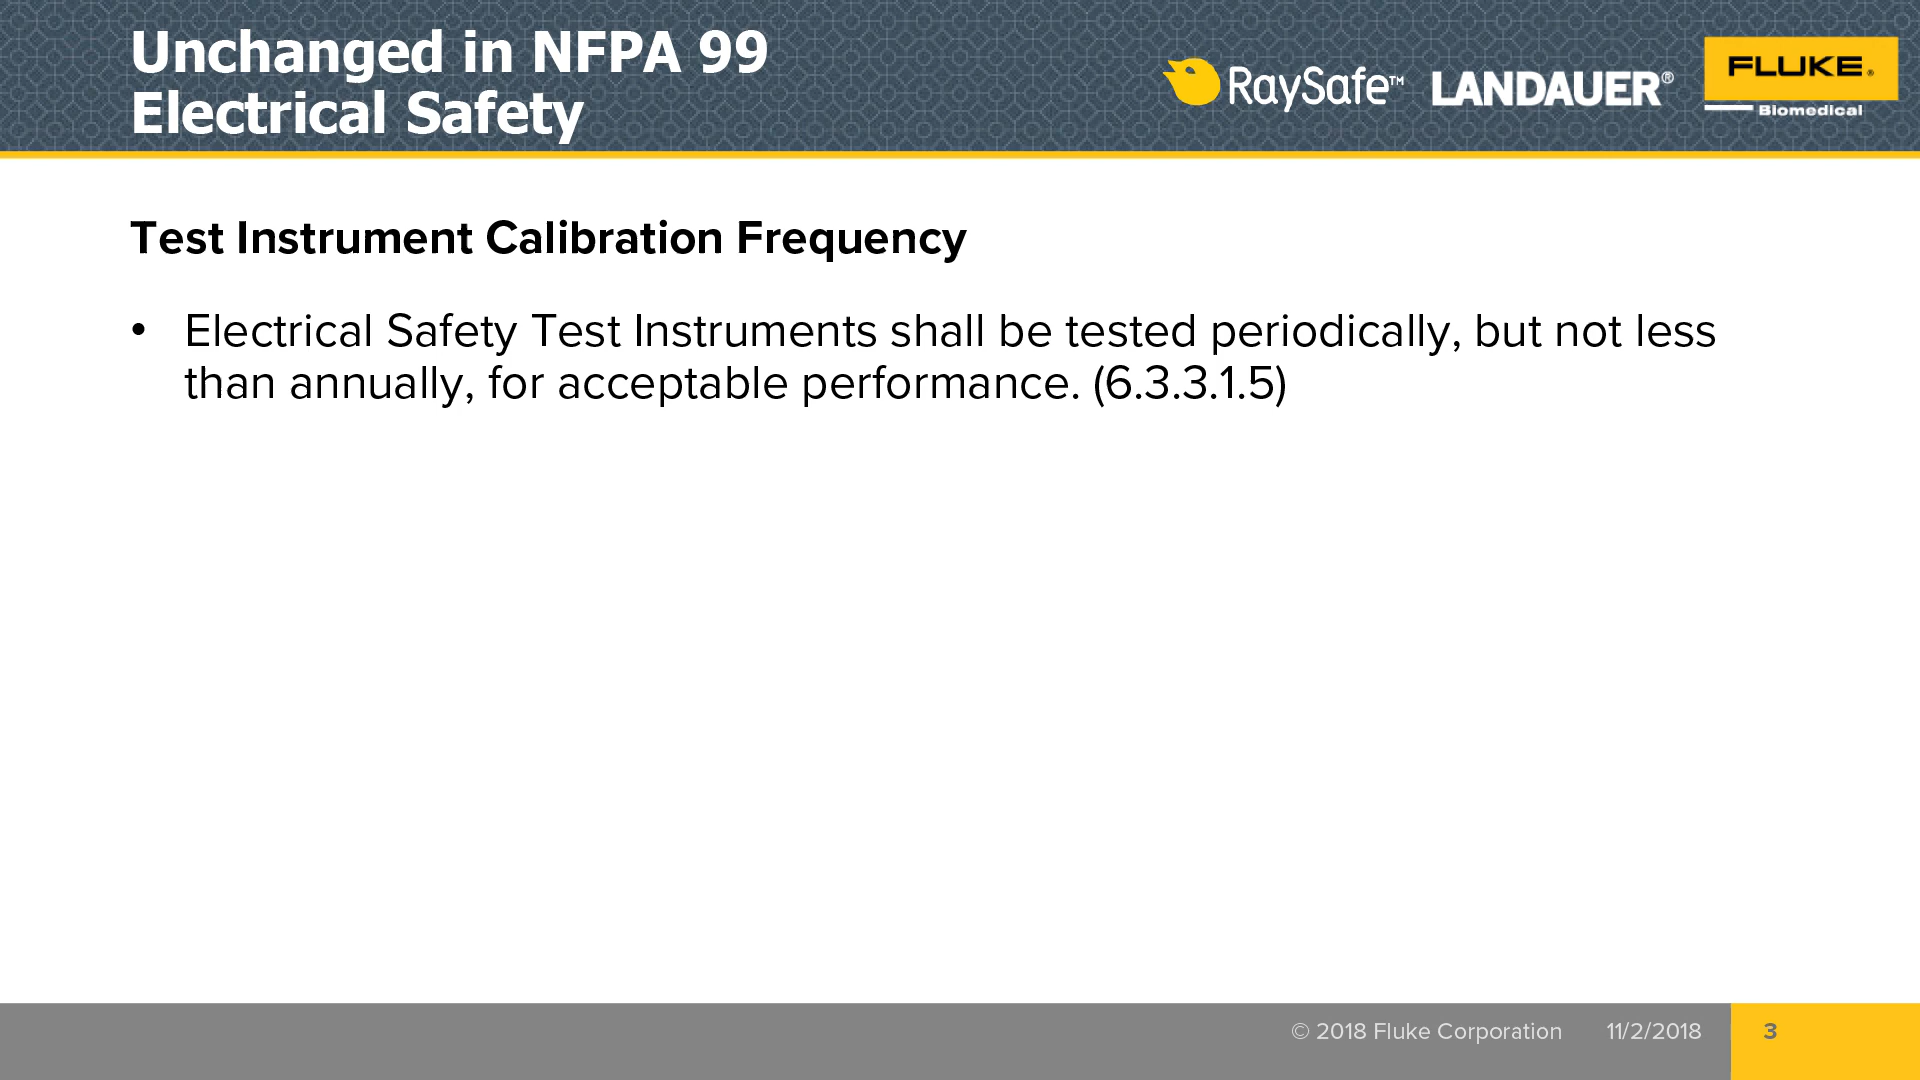 Unchanged in NFPA 99
Electrical Safety
RaySafe™ LANDAUER® FLUKE®
Biomedical
Test Instrument Calibration Frequency
• Electrical Safety Test Instruments shall be tested periodically, but not less
than annually, for acceptable performance. (6.3.3.1.5)
© 2018 Fluke Corporation 11/2/2018 3